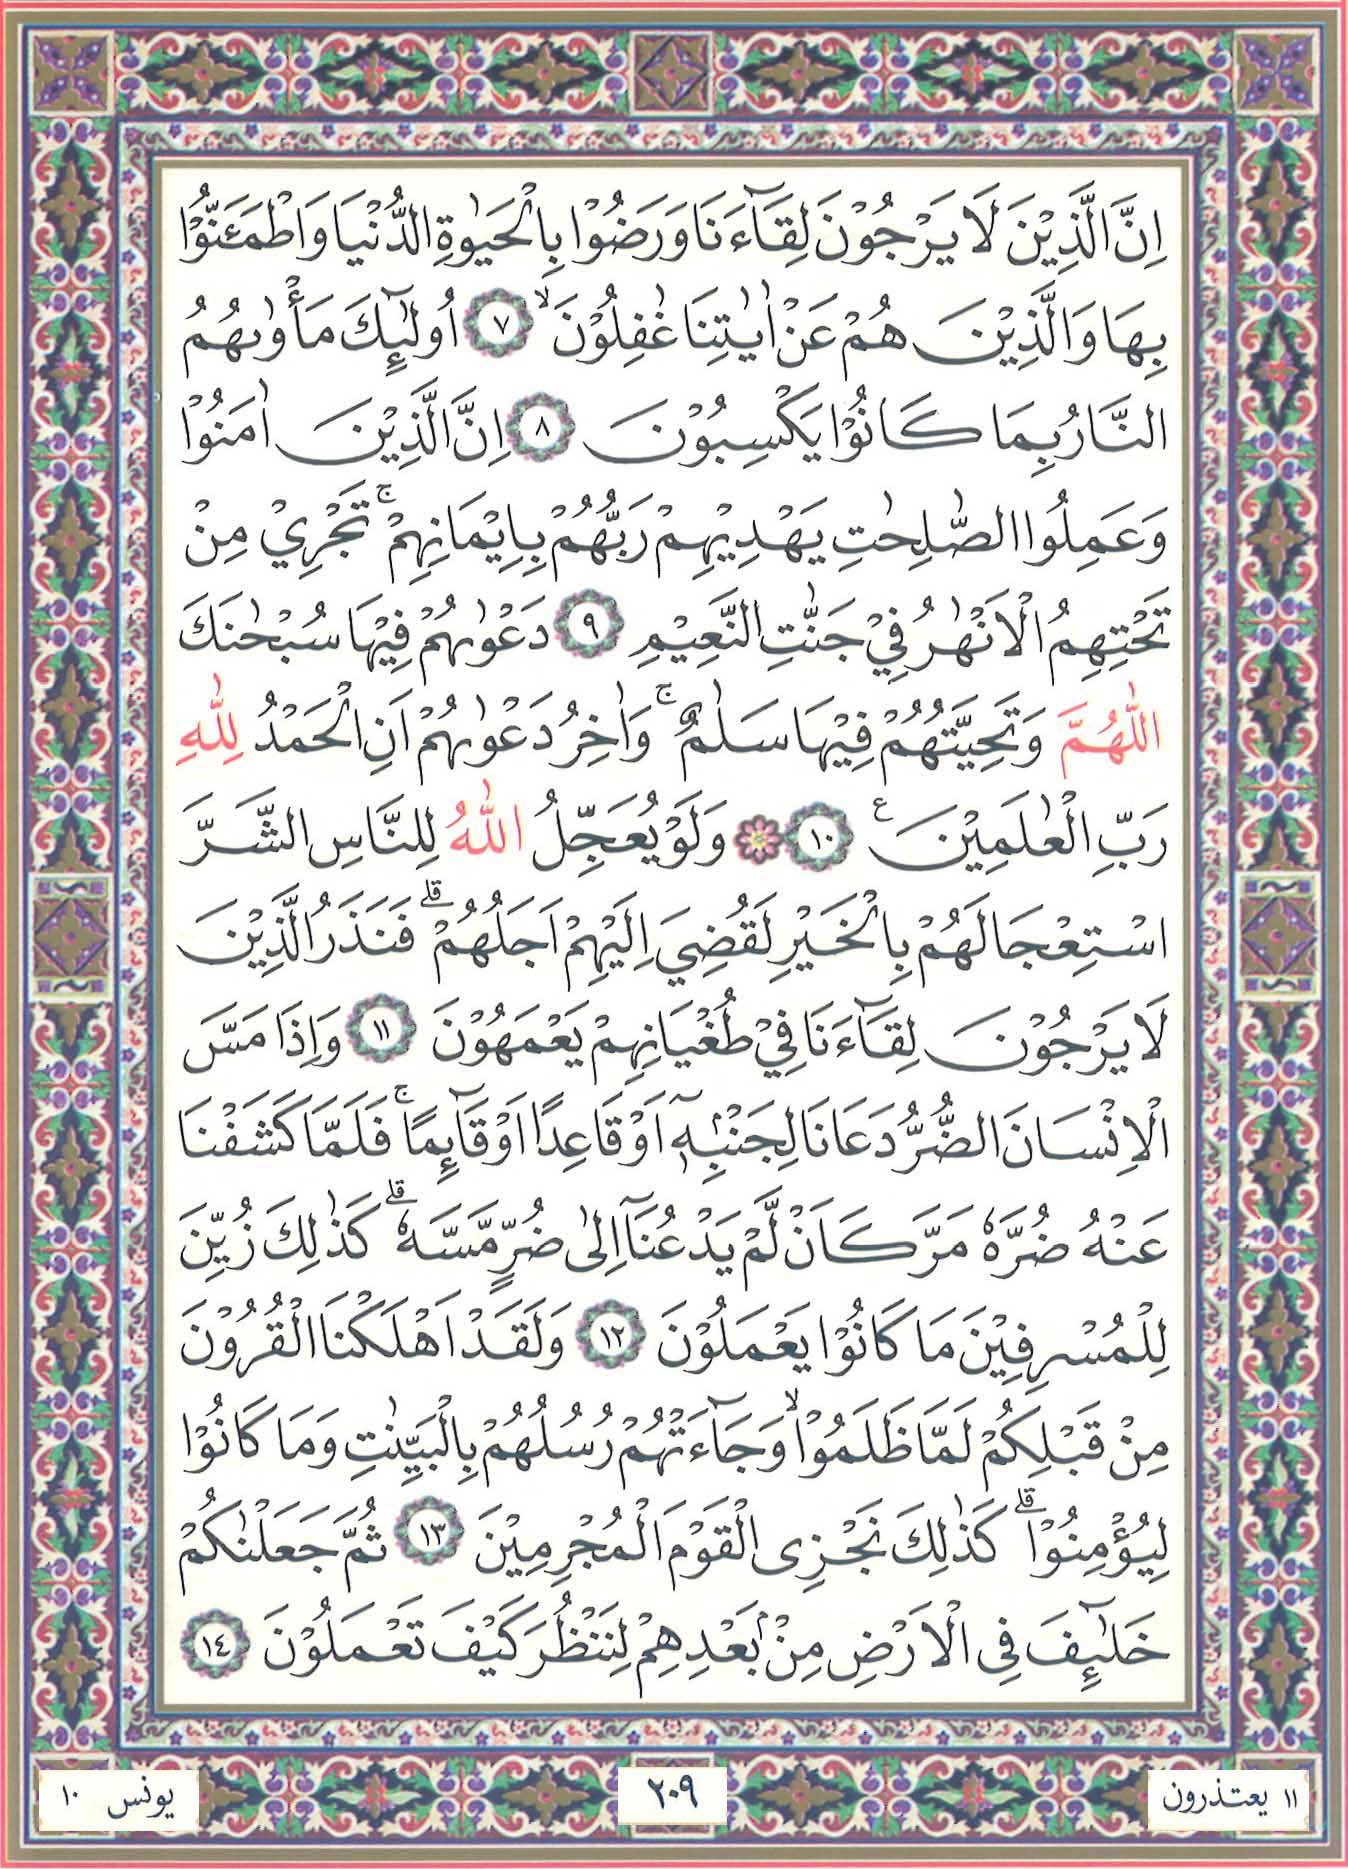 اِنَّ الَّذِيْنَ لَا يَرْجُوْنَ لِقَآءَنَا وَرَضُوْا بِالْحَيٰوةِ الدُّنْيَا وَاطْمَـَٔنُّوْا
بِهَا وَالَّذِيْنَ هُمْ عَنْ اٰيٰتِنَا غٰفِلُوْنَ ۙ ٧ اُولٰٓئِكَ مَأْوٰىهُمُ
النَّارُ بِمَا كَانُوْا يَكْسِبُوْنَ ٨ اِنَّ الَّذِيْنَ اٰمَنُوْا
وَعَمِلُوا الصّٰلِحٰتِ يَهْدِيْهِمْ رَبُّهُمْ بِاِيْمَانِهِمْ ۚ تَجْرِيْ مِنْ
تَحْتِهِمُ الْاَنْهٰرُ فِيْ جَنّٰتِ النَّعِيْمِ ٩ دَعْوٰىهُمْ فِيْهَا سُبْحٰنَكَ
اللّٰهُمَّ وَتَحِيَّتُهُمْ فِيْهَا سَلٰمٌ ۚ وَاٰخِرُ دَعْوٰىهُمْ اَنِ الْحَمْدُ لِلّٰهِ
رَبِّ الْعٰلَمِيْنَ ع ١٠ وَلَوْ يُعَجِّلُ اللّٰهُ لِلنَّاسِ الشَّرَّ
اسْتِعْجَالَهُمْ بِالْخَيْرِ لَقُضِيَ اِلَيْهِمْ اَجَلُهُمْ ۗ فَنَذَرُ الَّذِيْنَ
لَا يَرْجُوْنَ لِقَآءَنَا فِيْ طُغْيَانِهِمْ يَعْمَهُوْنَ ١١ وَاِذَا مَسَّ
الْاِنْسَانَ الضُّرُّ دَعَانَا لِجَنْۢبِهٖٓ اَوْ قَاعِدًا اَوْ قَآئِمًا ۚ فَلَمَّا كَشَفْنَا
عَنْهُ ضُرَّهٗ مَرَّ كَاَنْ لَّمْ يَدْعُنَآ اِلٰى ضُرٍّ مَّسَّهٗ ۗ كَذٰلِكَ زُيِّنَ
لِلْمُسْرِفِيْنَ مَا كَانُوْا يَعْمَلُوْنَ ١٢ وَلَقَدْ اَهْلَكْنَا الْقُرُوْنَ
مِنْ قَبْلِكُمْ لَمَّا ظَلَمُوْا ۙ وَجَآءَتْهُمْ رُسُلُهُمْ بِالْبَيِّنٰتِ وَمَا كَانُوْا
لِيُؤْمِنُوْا ۗ كَذٰلِكَ نَجْزِى الْقَوْمَ الْمُجْرِمِيْنَ ١٣ ثُمَّ جَعَلْنٰكُمْ
خَلٰٓئِفَ فِى الْاَرْضِ مِنْۢ بَعْدِهِمْ لِنَنْظُرَ كَيْفَ تَعْمَلُوْنَ ١٤
١١ يعتذرون ٢٠٩ يونس ١٠